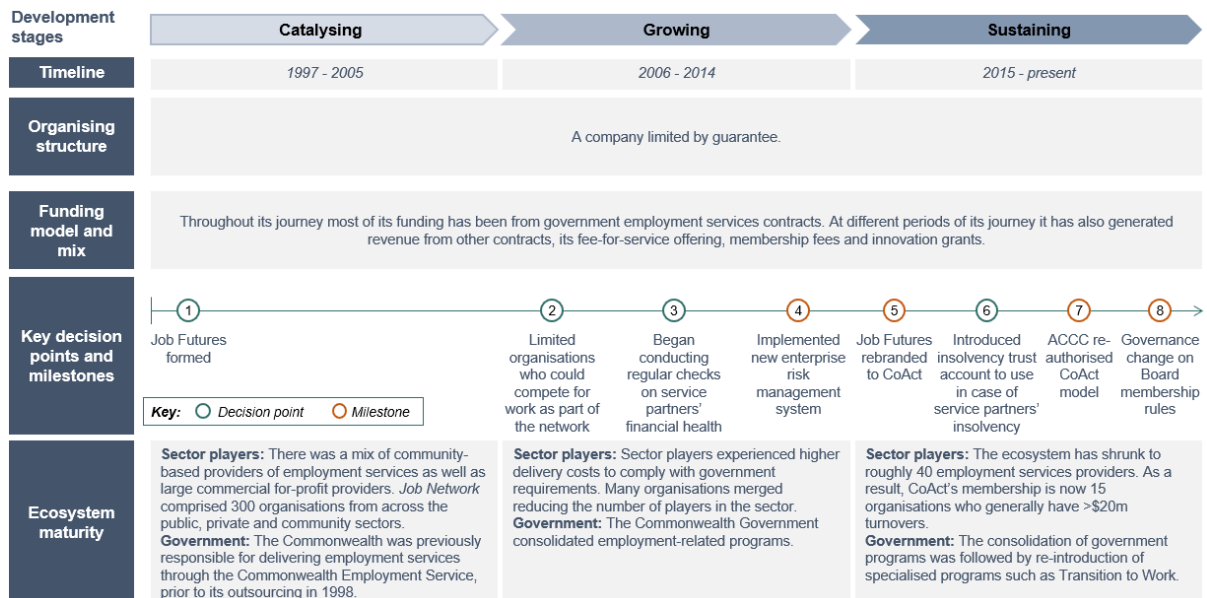 Development
stages
Catalysing
Growing
Sustaining
Timeline
1997 - 2005
2006 - 2014
2015 - present
Organising
structure
A company limited by guarantee.
Funding
model and
mix
Throughout its journey most of its funding has been from government employment services contracts. At different periods of its journey it has also generated
revenue from other contracts, its fee-for-service offering, membership fees and innovation grants.
Key decision
points and
milestones
1
Job Futures
formed
2
Limited
organisations
who could
compete for
work as part of
the network
3
Began
conducting
regular checks
on service
partners'
financial health
4
Implemented
new enterprise
risk
management
system
5
Job Futures
rebranded
to CoAct
6
Introduced
insolvency trust
account to use
in case of
service partners'
insolvency
7
ACCC re-
authorised
CoAct
model
8
Governance
change on
Board
membership
rules
Key: Decision point Milestone
Ecosystem
maturity
Sector players: There was a mix of community-
based providers of employment services as well as
large commercial for-profit providers. Job Network
comprised 300 organisations from across the
public, private and community sectors.
Government: The Commonwealth was previously
responsible for delivering employment services
through the Commonwealth Employment Service,
prior to its outsourcing in 1998.
Sector players: Sector players experienced higher
delivery costs to comply with government
requirements. Many organisations merged
reducing the number of players in the sector.
Government: The Commonwealth Government
consolidated employment-related programs.
Sector players: The ecosystem has shrunk to
roughly 40 employment services providers. As a
result, CoAct's membership is now 15
organisations who generally have >$20m
turnovers.
Government: The consolidation of government
programs was followed by re-introduction of
specialised programs such as Transition to Work.